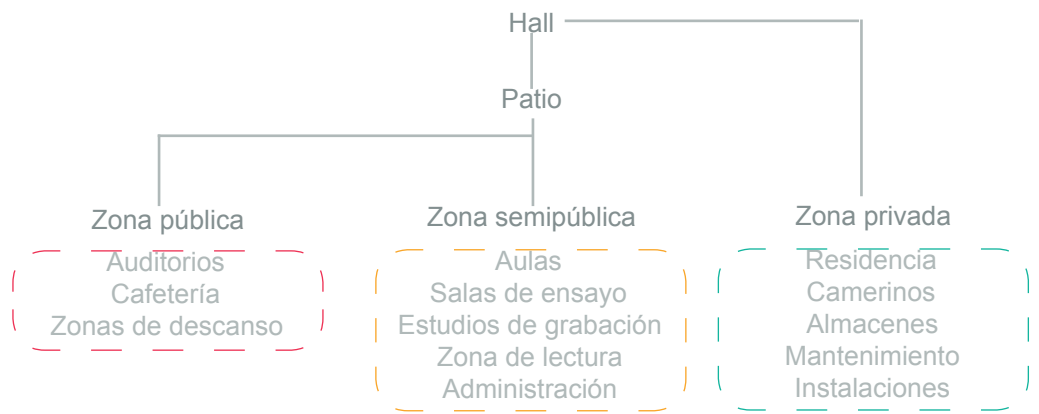 Hall
Patio
Zona pública
Auditorios
Cafetería
Zonas de descanso
Zona semipública
Aulas
Salas de ensayo
Estudios de grabación
Zona de lectura
Administración
Zona privada
Residencia
Camerinos
Almacenes
Mantenimiento
Instalaciones